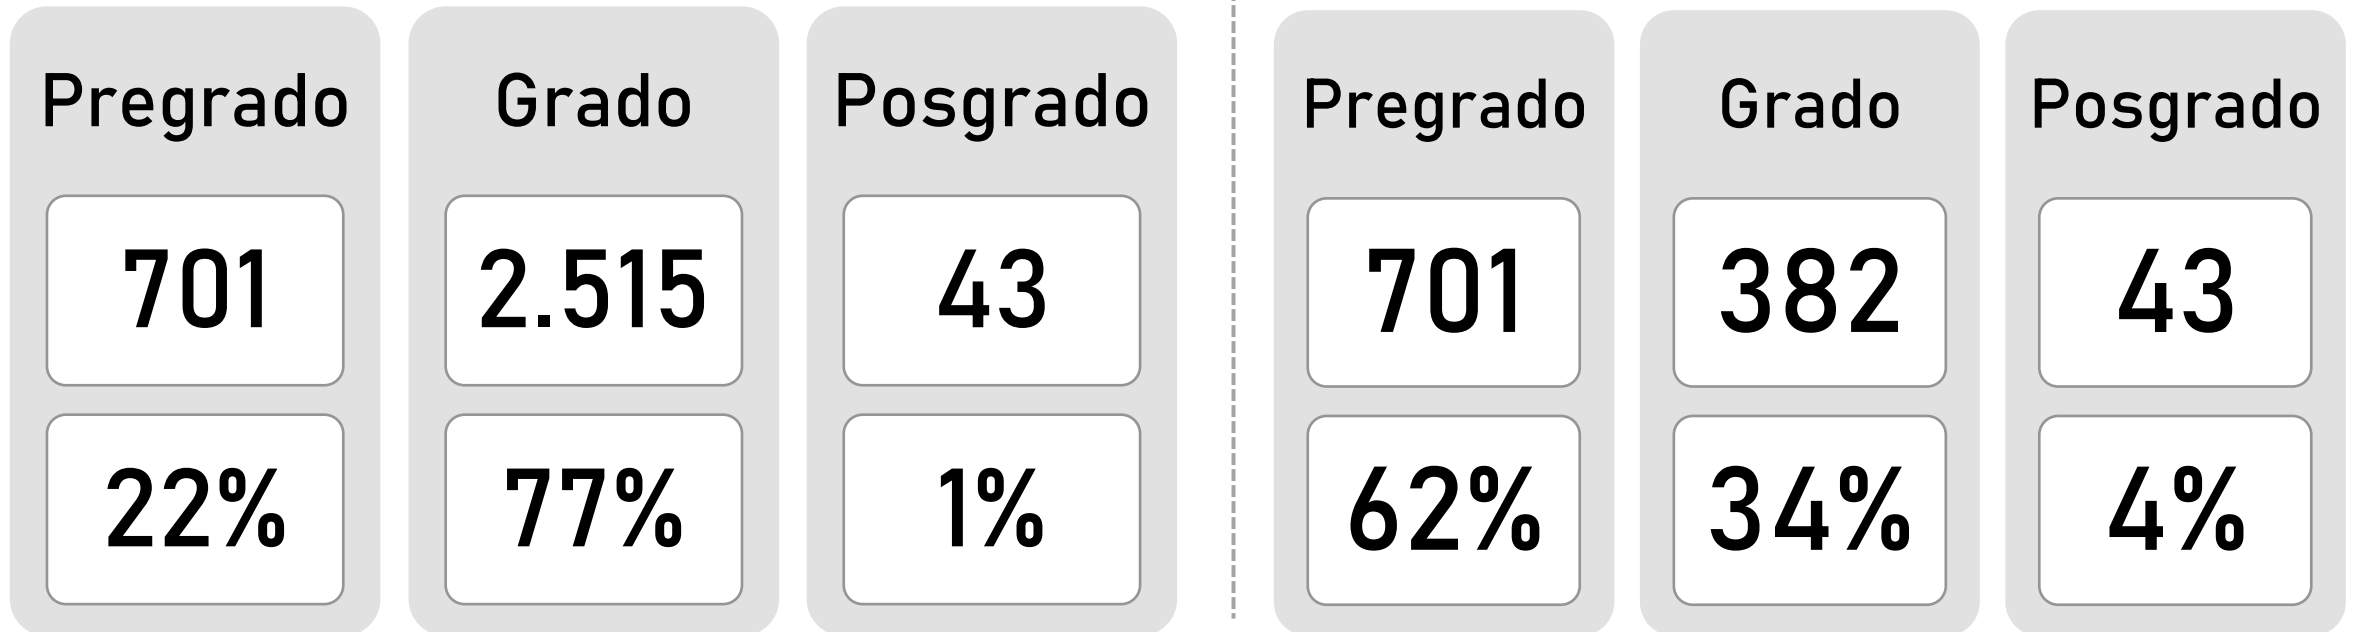 Pregrado Grado Posgrado Pregrado Grado Posgrado
701 2.515 43 701 382 43
22% 77% 1% 62% 34% 4%